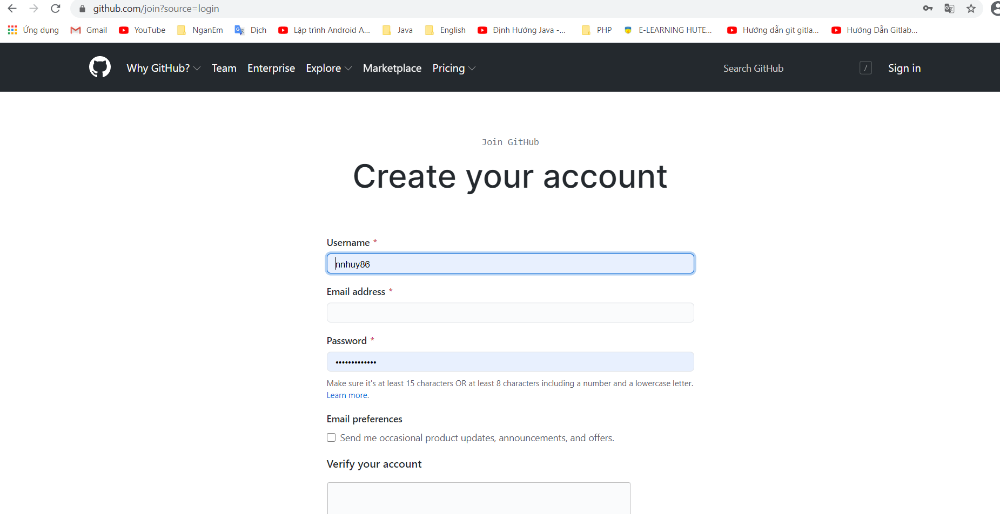 github.com/join?source=login
Ứng dụng Gmail YouTube NganEm Dịch Lập trình Android A... Java English Định Hướng Java -... PHP E-LEARNING HUTE... Hướng dẫn git gitla... Hướng Dẫn Gitlab...
Why GitHub? Team Enterprise Explore Marketplace Pricing Search GitHub / Sign in
Join GitHub
Create your account
Username *
nnhuy86
Email address *
Password *
•••••••••••••
Make sure it's at least 15 characters OR at least 8 characters including a number and a lowercase letter.
Learn more.
Email preferences
Send me occasional product updates, announcements, and offers.
Verify your account